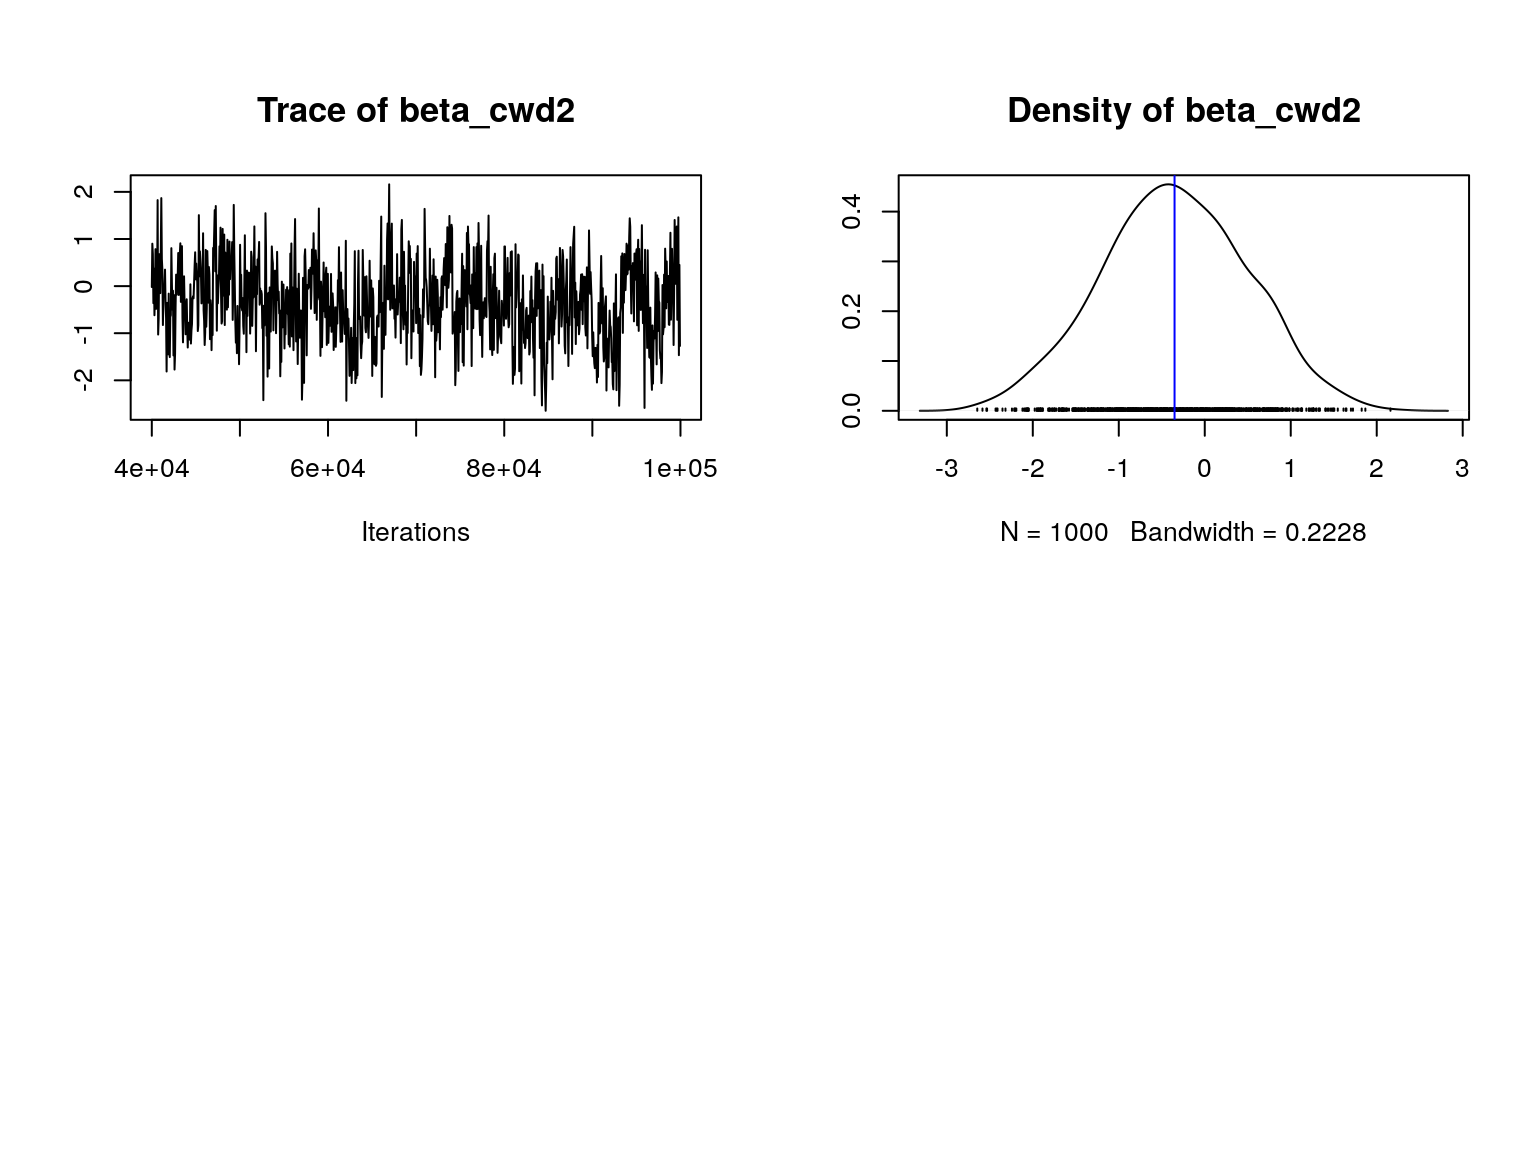 Trace of beta_cwd2
2
1
0
-1
-2
4e+04 6e+04 8e+04 1e+05
Iterations
Density of beta_cwd2
0.4
0.2
0.0
-3 -2 -1 0 1 2 3
N = 1000 Bandwidth = 0.2228